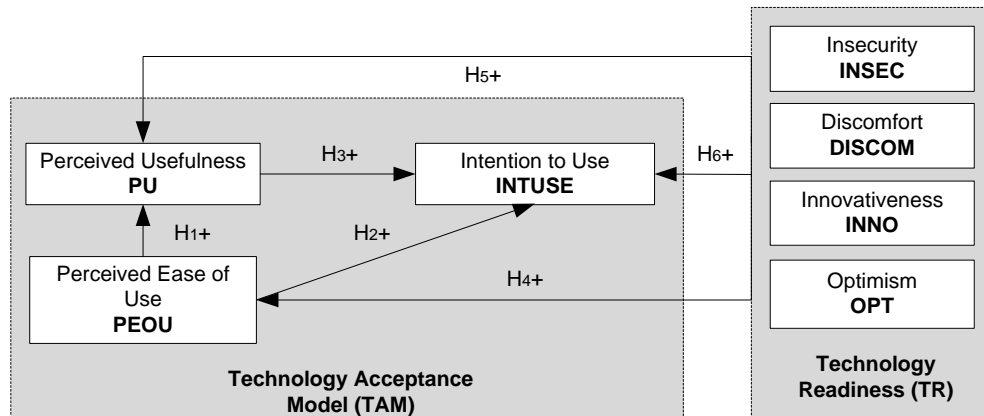 Insecurity
INSEC
H5+
Discomfort
DISCOM
Perceived Usefulness
PU
H3+
Intention to Use
INTUSE
H6+
Innovativeness
INNO
H1+
H2+
Perceived Ease of
Use
PEOU
H4+
Optimism
OPT
Technology Acceptance
Model (TAM)
Technology
Readiness (TR)